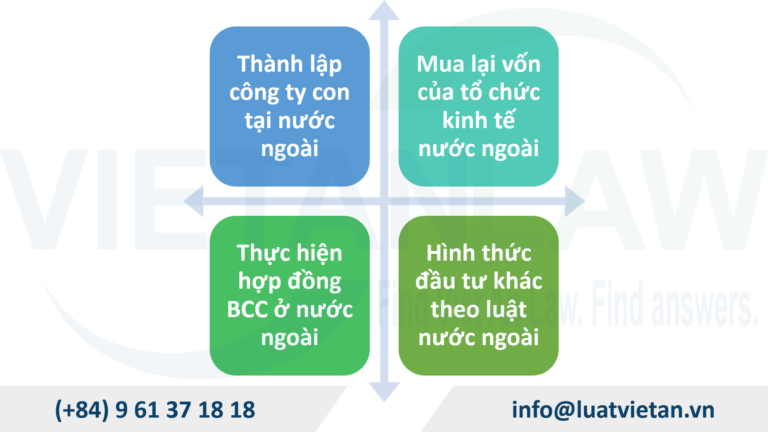 Thành lập
công ty con
tại nước
ngoài
Mua lại vốn
của tổ chức
kinh tế
nước ngoài
Thực hiện
hợp đồng
BCC ở nước
ngoài
Hình thức
đầu tư khác
theo luật
nước ngoài
VIETANLAW
Law. Find answers.
(+84) 9 61 37 18 18
info@luatvietan.vn